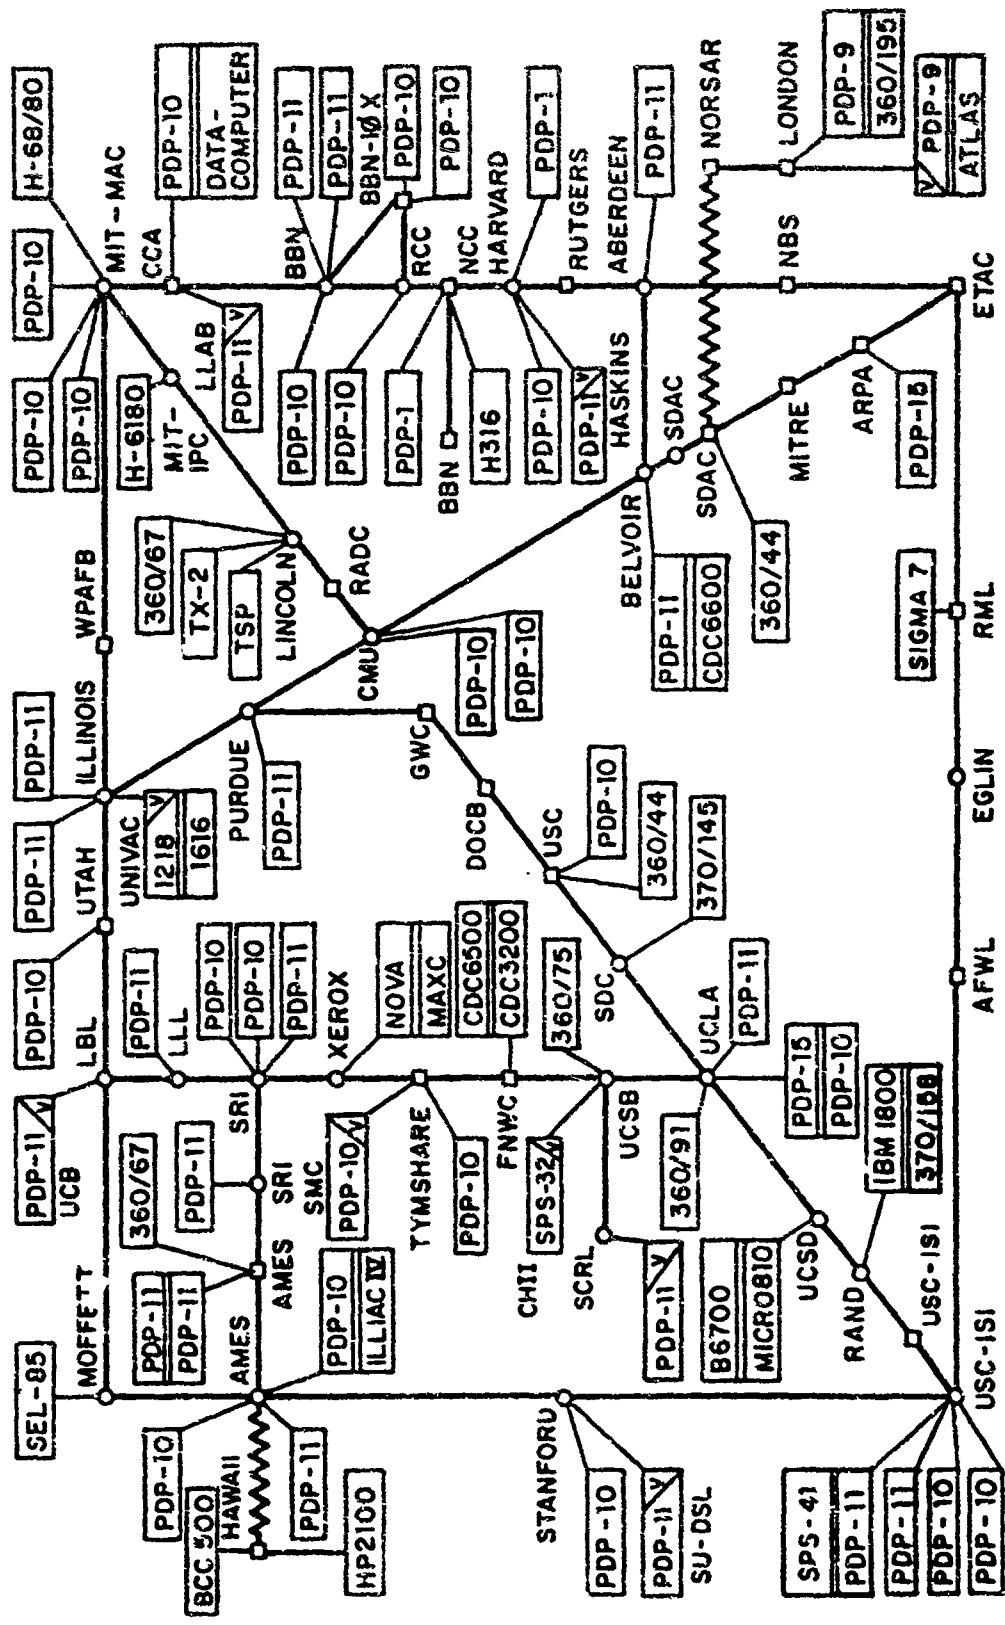 SEL-85
PDP-11 V
PDP-10
PDP-11
PDP-11
PDP-10
PDP-10
H-68/80
UCB
MOFFETT
LBL
UTAH
ILLINOIS
WPAFB
PDP-10
MIT-MAC
UNIVAC
360/67
PDP-11
H-6180
CCA
PDP-10
PDP-10
PDP-11
LLL
1218 V
360/67
MIT-
IPC
DATA-
COMPUTER
PDP-11
PDP-11
1616
TX-2
LLAB
BCC 500
HAWAII
AMES
SRI
PDP-10
PDP-10
PURDUE
TSP
PDP-11 V
AMES
SRI
PDP-11
PDP-11
LINCOLN
PDP-10
BBN
PDP-11
PDP-11
SMC
XEROX
PDP-11
HP2100
PDP-10
ILLIAC IV
PDP-10 V
NOVA
MAXC
CMU
RADC
PDP-10
BBN-10X
PDP-10
TYMSHARE
GWC
PDP-1
RCC
PDP-10
PDP-10
FNWC
CDC6500
CDC3200
DOCB
PDP-10
PDP-10
BBN
H316
NCC
HARVARD
PDP-1
STANFORD
CHII
SPS-32 V
360/75
USC
PDP-10
RUTGERS
SCRL
UCSB
SDC
PDP-10
PDP-11 V
HASKINS
ABERDEEN
PDP-10
PDP-11 V
SU-DSL
PDP-11 V
360/91
360/44
BELVOIR
PDP-11
CDC6600
SDAC
SDAC
PDP-11
NORSAR
B6700
MICRO810
UCLA
PDP-11
370/145
360/44
UCSD
PDP-15
PDP-10
MITRE
NBS
LONDON
SPS-41
PDP-11
RAND
IBM 1800
370/158
ARPA
PDP-9
360/195
PDP-11
PDP-10
PDP-10
USC-ISI
SIGMA 7
PDP-15
PDP-9 V
ATLAS
USC-ISI
AFWL
EGLIN
RML
ETAC